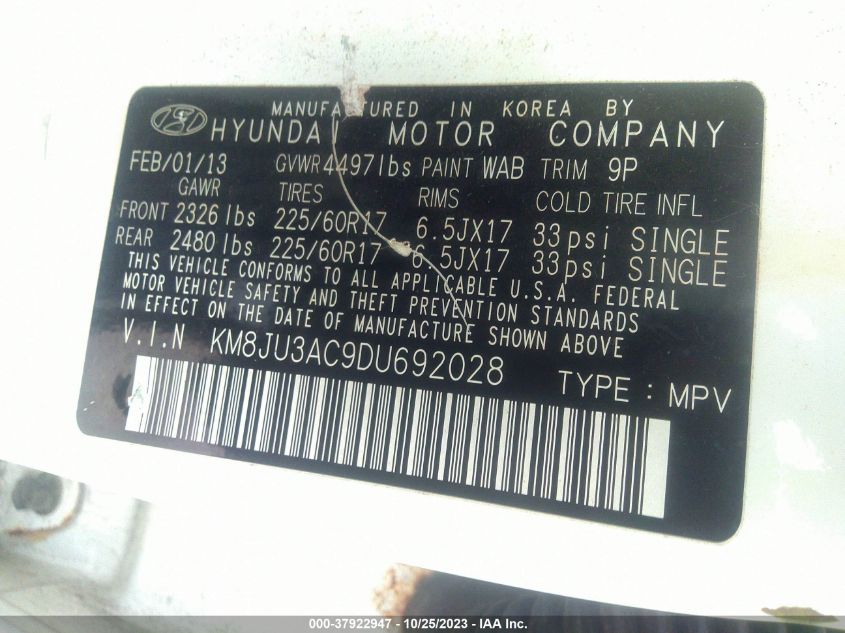 MANUFACTURED IN KOREA BY
HYUNDAI MOTOR COMPANY
FEB/01/13 GVWR 4497lbs PAINT WAB TRIM 9P
GAWR TIRES RIMS COLD TIRE INFL
FRONT 2326 lbs 225/60R17 6.5JX17 33psi SINGLE
REAR 2480 lbs 225/60R17 6.5JX17 33psi SINGLE
THIS VEHICLE CONFORMS TO ALL APPLICABLE U.S.A. FEDERAL
MOTOR VEHICLE SAFETY AND THEFT PREVENTION STANDARDS
IN EFFECT ON THE DATE OF MANUFACTURE SHOWN ABOVE
V.I.N KM8JU3AC9DU692028 TYPE : MPV
000-37922947 - 10/25/2023 - IAA Inc.